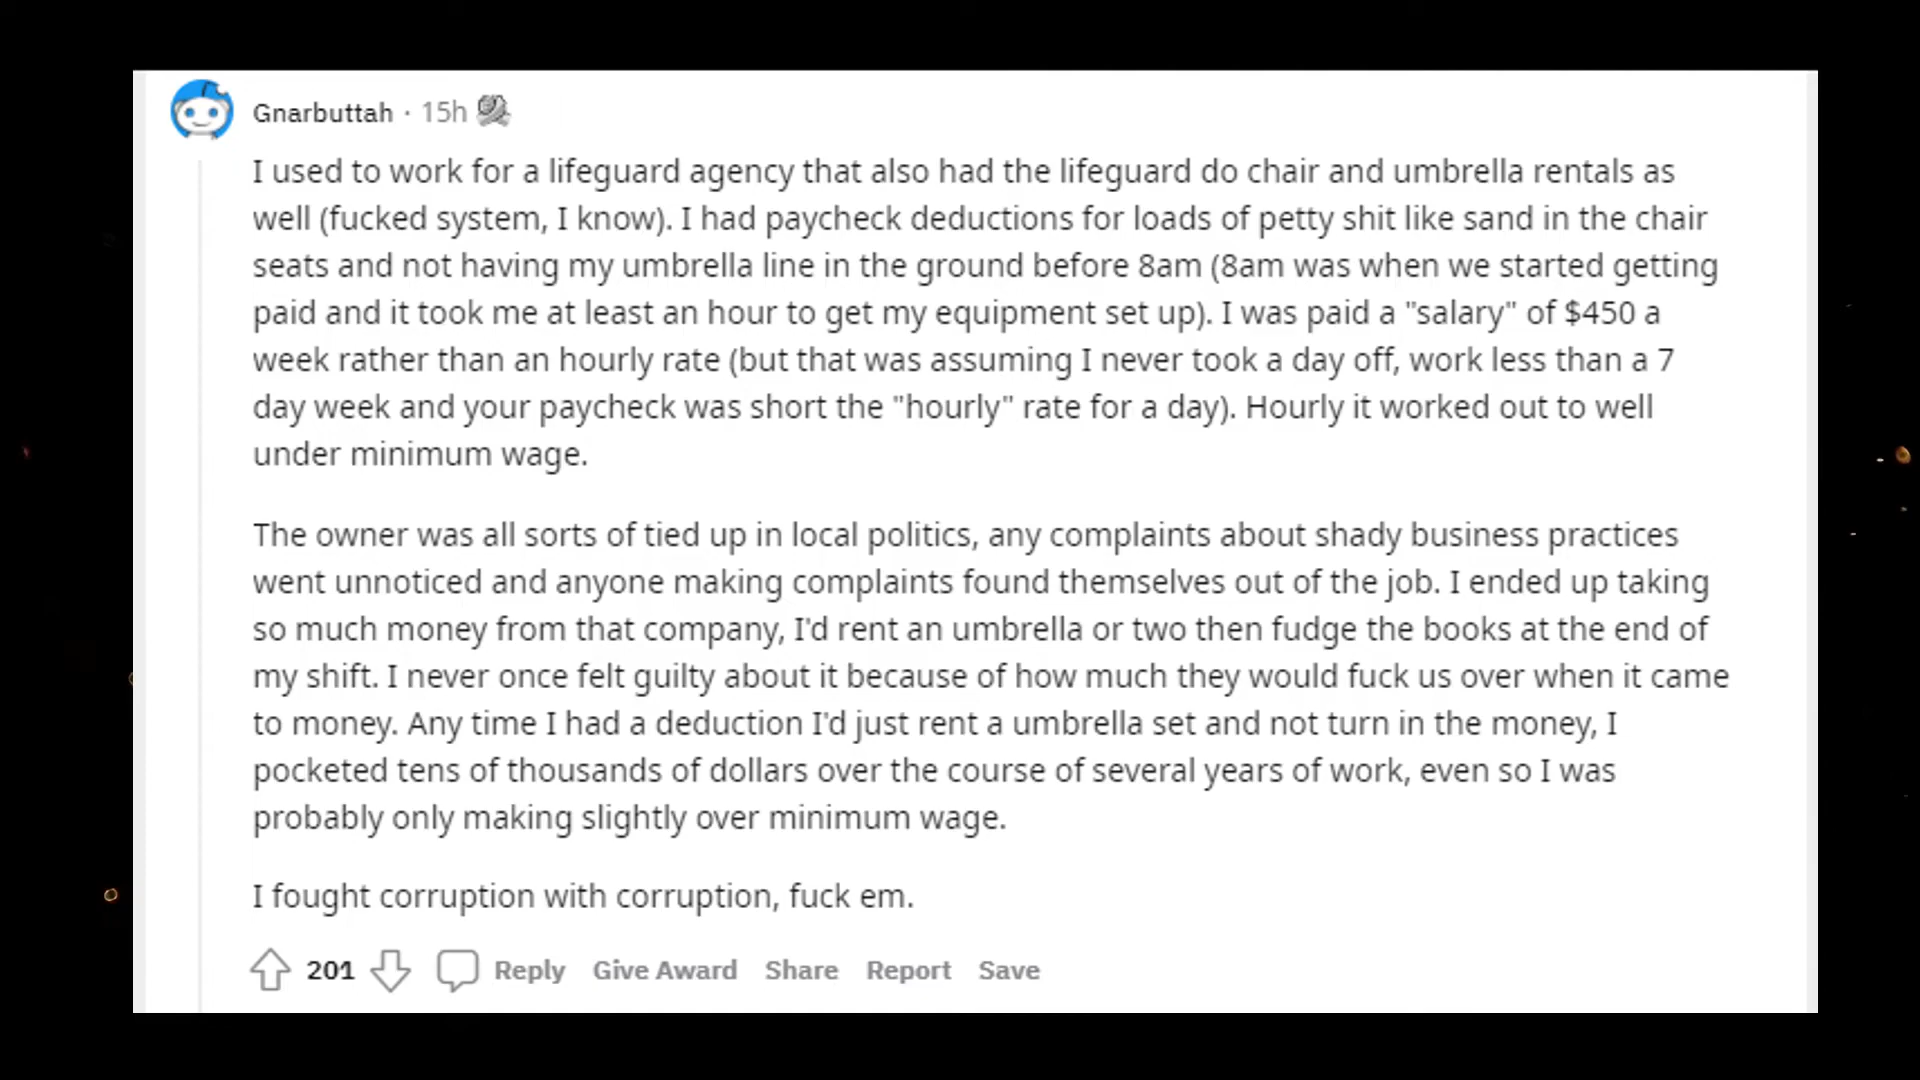 Gnarbuttah · 15h
I used to work for a lifeguard agency that also had the lifeguard do chair and umbrella rentals as
well (fucked system, I know). I had paycheck deductions for loads of petty shit like sand in the chair
seats and not having my umbrella line in the ground before 8am (8am was when we started getting
paid and it took me at least an hour to get my equipment set up). I was paid a "salary" of $450 a
week rather than an hourly rate (but that was assuming I never took a day off, work less than a 7
day week and your paycheck was short the "hourly" rate for a day). Hourly it worked out to well
under minimum wage.
The owner was all sorts of tied up in local politics, any complaints about shady business practices
went unnoticed and anyone making complaints found themselves out of the job. I ended up taking
so much money from that company, I'd rent an umbrella or two then fudge the books at the end of
my shift. I never once felt guilty about it because of how much they would fuck us over when it came
to money. Any time I had a deduction I'd just rent a umbrella set and not turn in the money, I
pocketed tens of thousands of dollars over the course of several years of work, even so I was
probably only making slightly over minimum wage.
I fought corruption with corruption, fuck em.
201 Reply Give Award Share Report Save